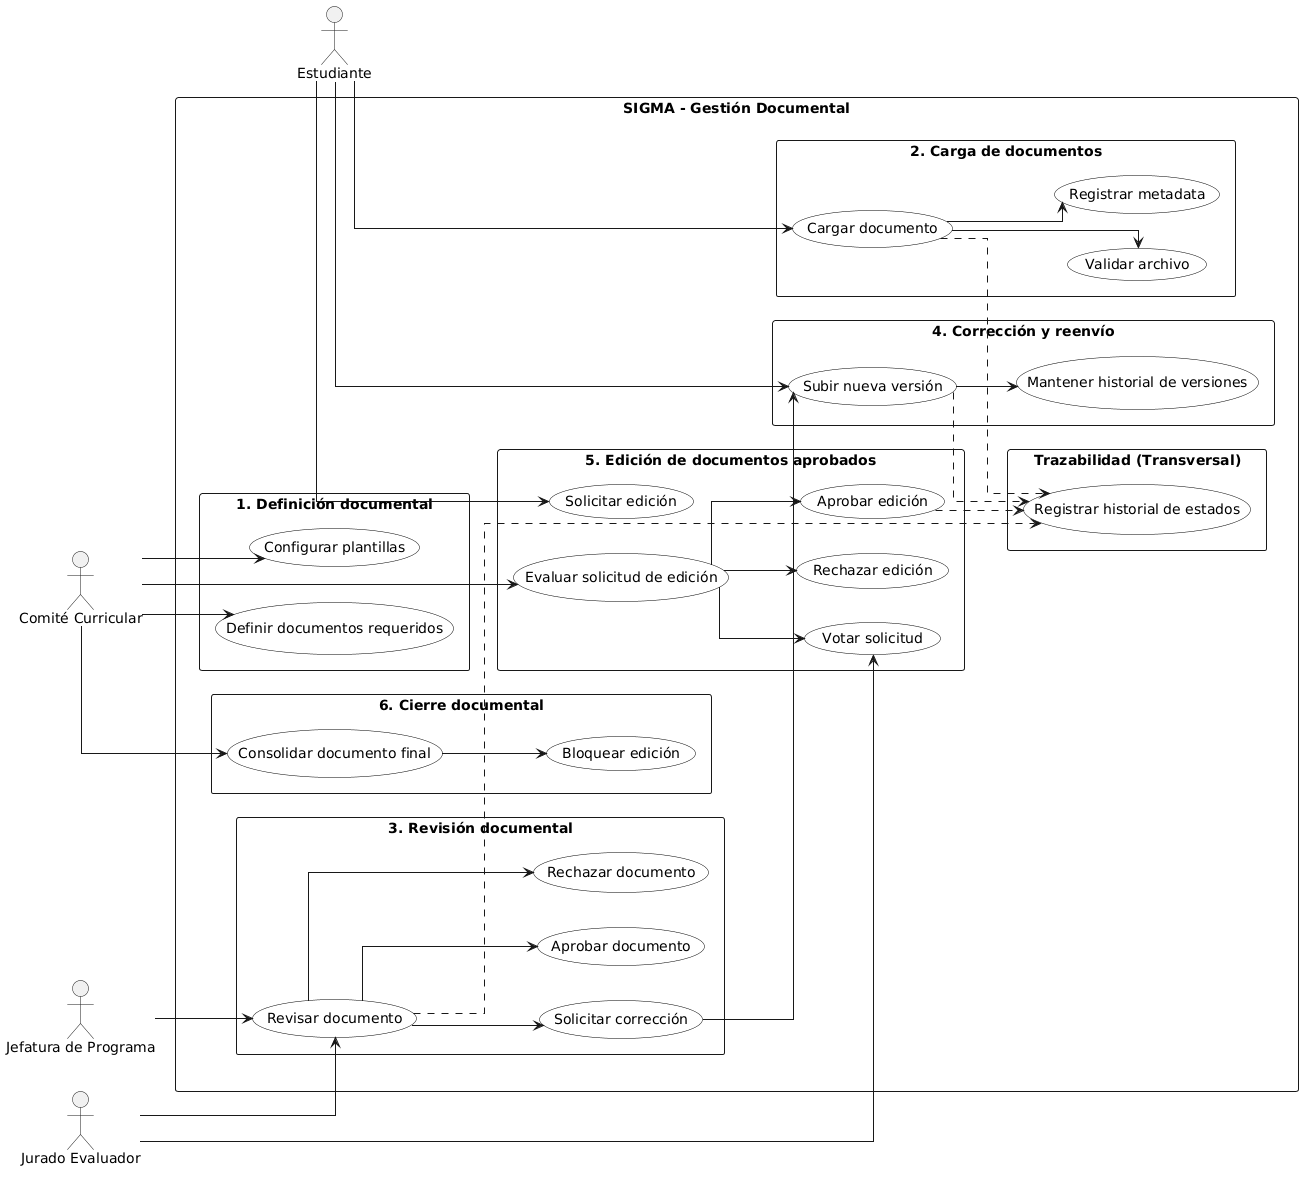 Estudiante
SIGMA - Gestión Documental
2. Carga de documentos
Registrar metadata
Cargar documento
Validar archivo
4. Corrección y reenvío
Subir nueva versión
Mantener historial de versiones
5. Edición de documentos aprobados
Trazabilidad (Transversal)
1. Definición documental
Solicitar edición
Aprobar edición
Registrar historial de estados
Configurar plantillas
Evaluar solicitud de edición
Rechazar edición
Comité Curricular
Definir documentos requeridos
Votar solicitud
6. Cierre documental
Consolidar documento final
Bloquear edición
3. Revisión documental
Rechazar documento
Aprobar documento
Revisar documento
Solicitar corrección
Jefatura de Programa
Jurado Evaluador